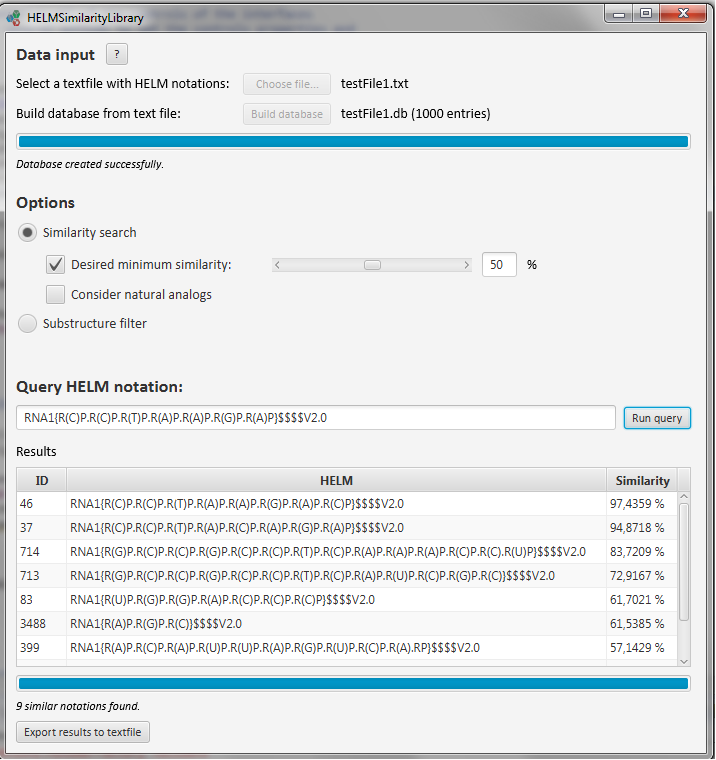 HELMSimilarityLibrary
Data input ?
Select a textfile with HELM notations: Choose file... testFile1.txt
Build database from text file: Build database testFile1.db (1000 entries)
Database created successfully.
Options
Similarity search
Desired minimum similarity: 50 %
Consider natural analogs
Substructure filter
Query HELM notation:
RNA1{R(C)P.R(C)P.R(T)P.R(A)P.R(A)P.R(G)P.R(A)P}$$$$V2.0 Run query
Results
ID HELM Similarity
46 RNA1{R(C)P.R(C)P.R(T)P.R(A)P.R(A)P.R(G)P.R(A)P.R(C)P}$$$$V2.0 97,4359 %
37 RNA1{R(C)P.R(C)P.R(T)P.R(A)P.R(C)P.R(A)P.R(G)P.R(A)P}$$$$V2.0 94,8718 %
714 RNA1{R(G)P.R(C)P.R(C)P.R(G)P.R(C)P.R(C)P.R(T)P.R(C)P.R(A)P.R(A)P.R(A)P.R(C)P.R(C).R(U)P}$$$$V2.0 83,7209 %
713 RNA1{R(G)P.R(C)P.R(C)P.R(G)P.R(C)P.R(C)P.R(T)P.R(C)P.R(A)P.R(U)P.R(C)P.R(G)P.R(C)}$$$$V2.0 72,9167 %
83 RNA1{R(U)P.R(G)P.R(G)P.R(A)P.R(C)P.R(C)P.R(C)P}$$$$V2.0 61,7021 %
3488 RNA1{R(A)P.R(G)P.R(C)}$$$$V2.0 61,5385 %
399 RNA1{R(A)P.R(C)P.R(A)P.R(U)P.R(U)P.R(A)P.R(G)P.R(U)P.R(C)P.R(A).RP}$$$$V2.0 57,1429 %
9 similar notations found.
Export results to textfile